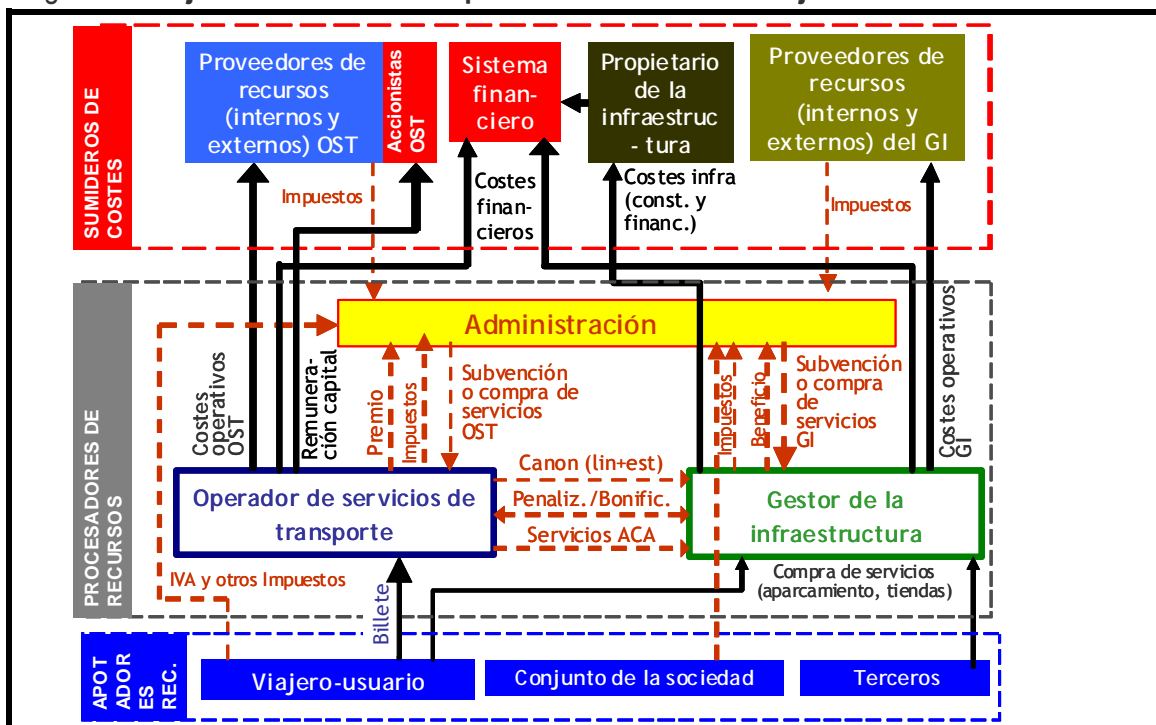 SUMIDEROS DE
COSTES
Proveedores de
recursos
(internos y
externos) OST
Accionistas
OST
Sistema
finan-
ciero
Propietario
de la
infraestruc
- tura
Proveedores de
recursos
(internos y
externos) del GI
Impuestos
Costes
finan-
cieros
Costes infra
(const. y
financ.)
Impuestos
PROCESADORES DE
RECURSOS
Administración
Costes
operativos
OST
Remunera-
ción capital
Premio
Impuestos
Subvención
o compra de
servicios
OST
Impuestos
Beneficio
Subvención
o compra
de
servicios
GI
Costes operativos
GI
Operador de servicios de
transporte
Canon (lin+est)
Penaliz./Bonific.
Servicios ACA
Gestor de la
infraestructura
IVA y otros Impuestos
Billete
Compra de servicios
(aparcamiento, tiendas)
APOT
ADOR
ES
REC.
Viajero-usuario
Conjunto de la sociedad
Terceros